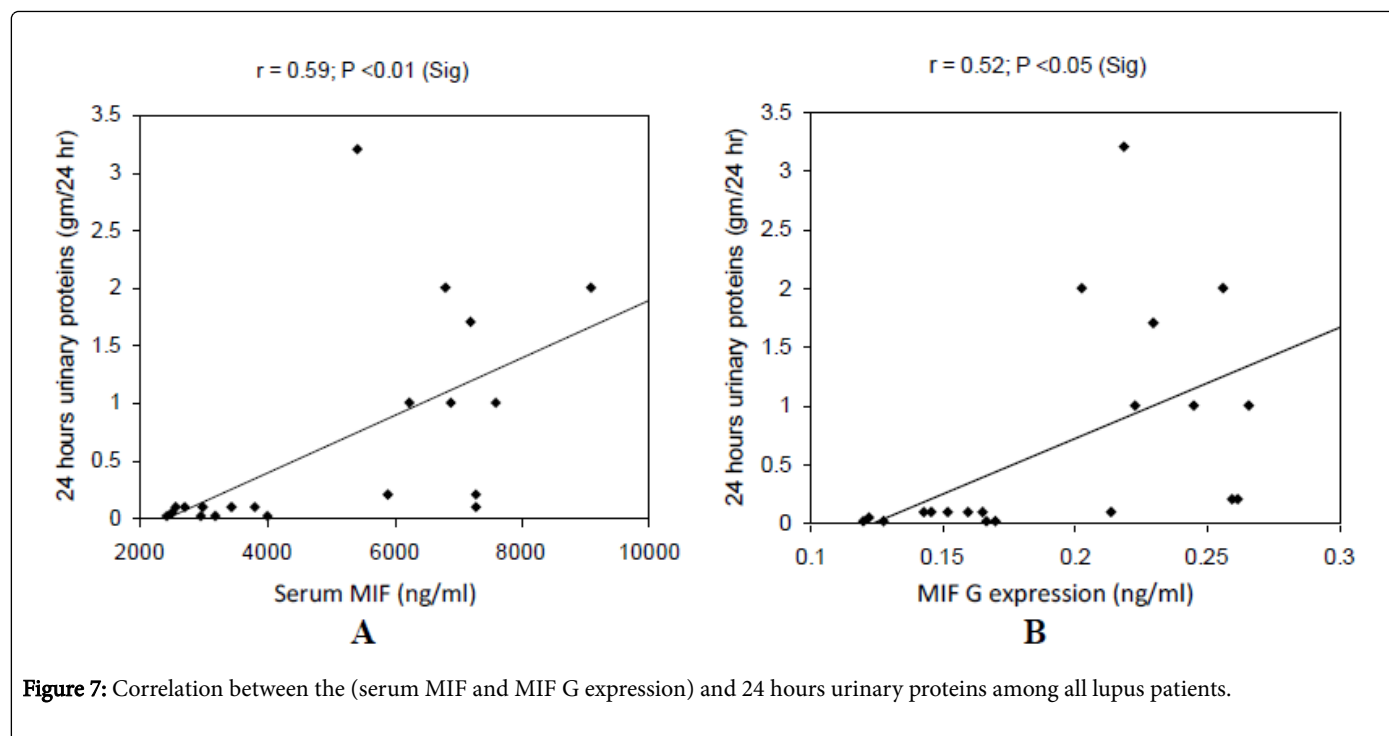 r = 0.59; P <0.01 (Sig)
24 hours urinary proteins (gm/24 hr)
3.5
3
2.5
2
1.5
1
0.5
0
2000 4000 6000 8000 10000
Serum MIF (ng/ml)
A
r = 0.52; P <0.05 (Sig)
24 hours urinary proteins (gm/24 hr)
3.5
3
2.5
2
1.5
1
0.5
0
0.1 0.15 0.2 0.25 0.3
MIF G expression (ng/ml)
B
Figure 7: Correlation between the (serum MIF and MIF G expression) and 24 hours urinary proteins among all lupus patients.